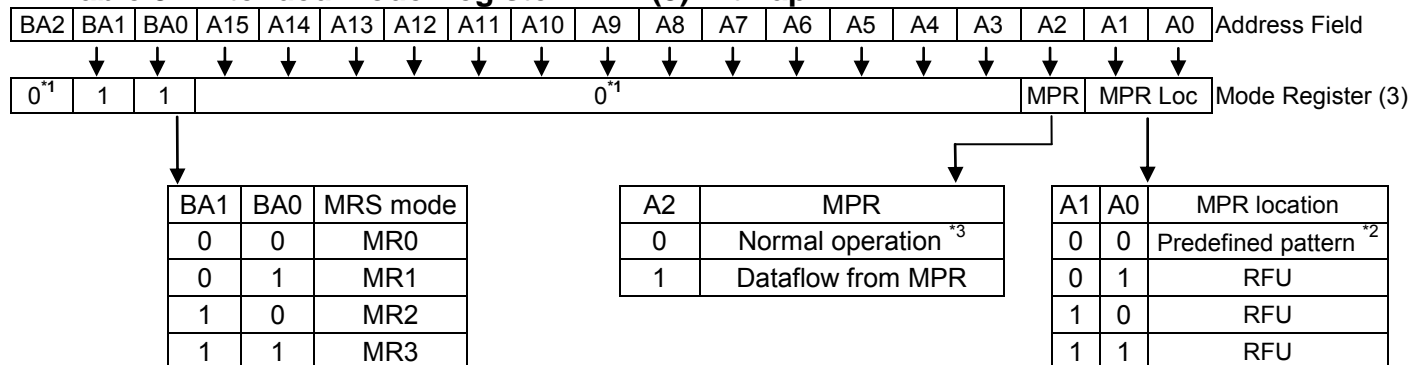 BA2 BA1 BA0 A15 A14 A13 A12 A11 A10 A9 A8 A7 A6 A5 A4 A3 A2 A1 A0 Address Field
0*1 1 1 0*1 MPR MPR Loc Mode Register (3)
BA1 BA0 MRS mode
0 0 MR0
0 1 MR1
1 0 MR2
1 1 MR3
A2 MPR
0 Normal operation *3
1 Dataflow from MPR
A1 A0 MPR location
0 0 Predefined pattern *2
0 1 RFU
1 0 RFU
1 1 RFU